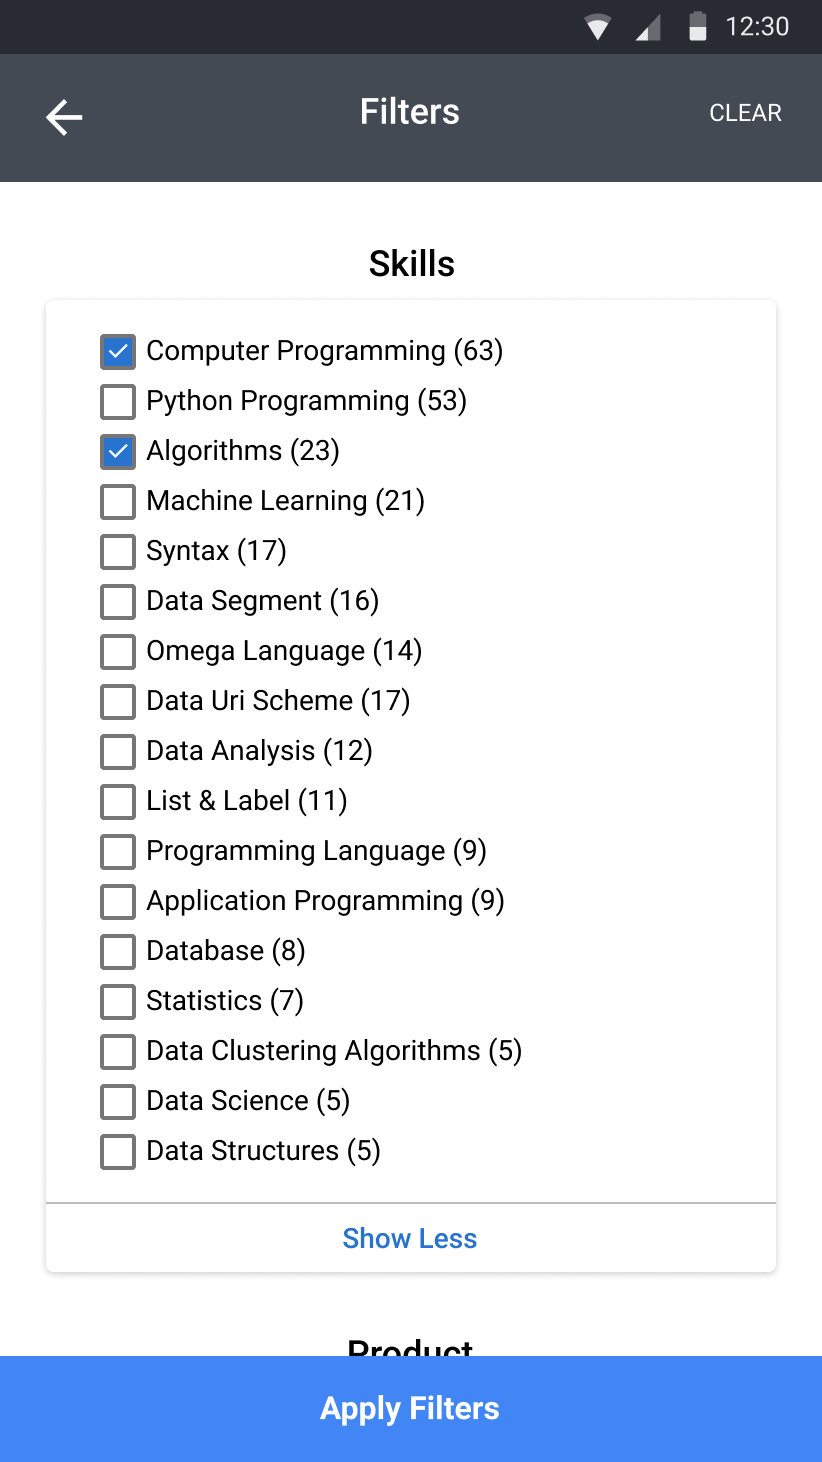 12:30
Filters
CLEAR
Skills
Computer Programming (63)
Python Programming (53)
Algorithms (23)
Machine Learning (21)
Syntax (17)
Data Segment (16)
Omega Language (14)
Data Uri Scheme (17)
Data Analysis (12)
List & Label (11)
Programming Language (9)
Application Programming (9)
Database (8)
Statistics (7)
Data Clustering Algorithms (5)
Data Science (5)
Data Structures (5)
Show Less
Product
Apply Filters